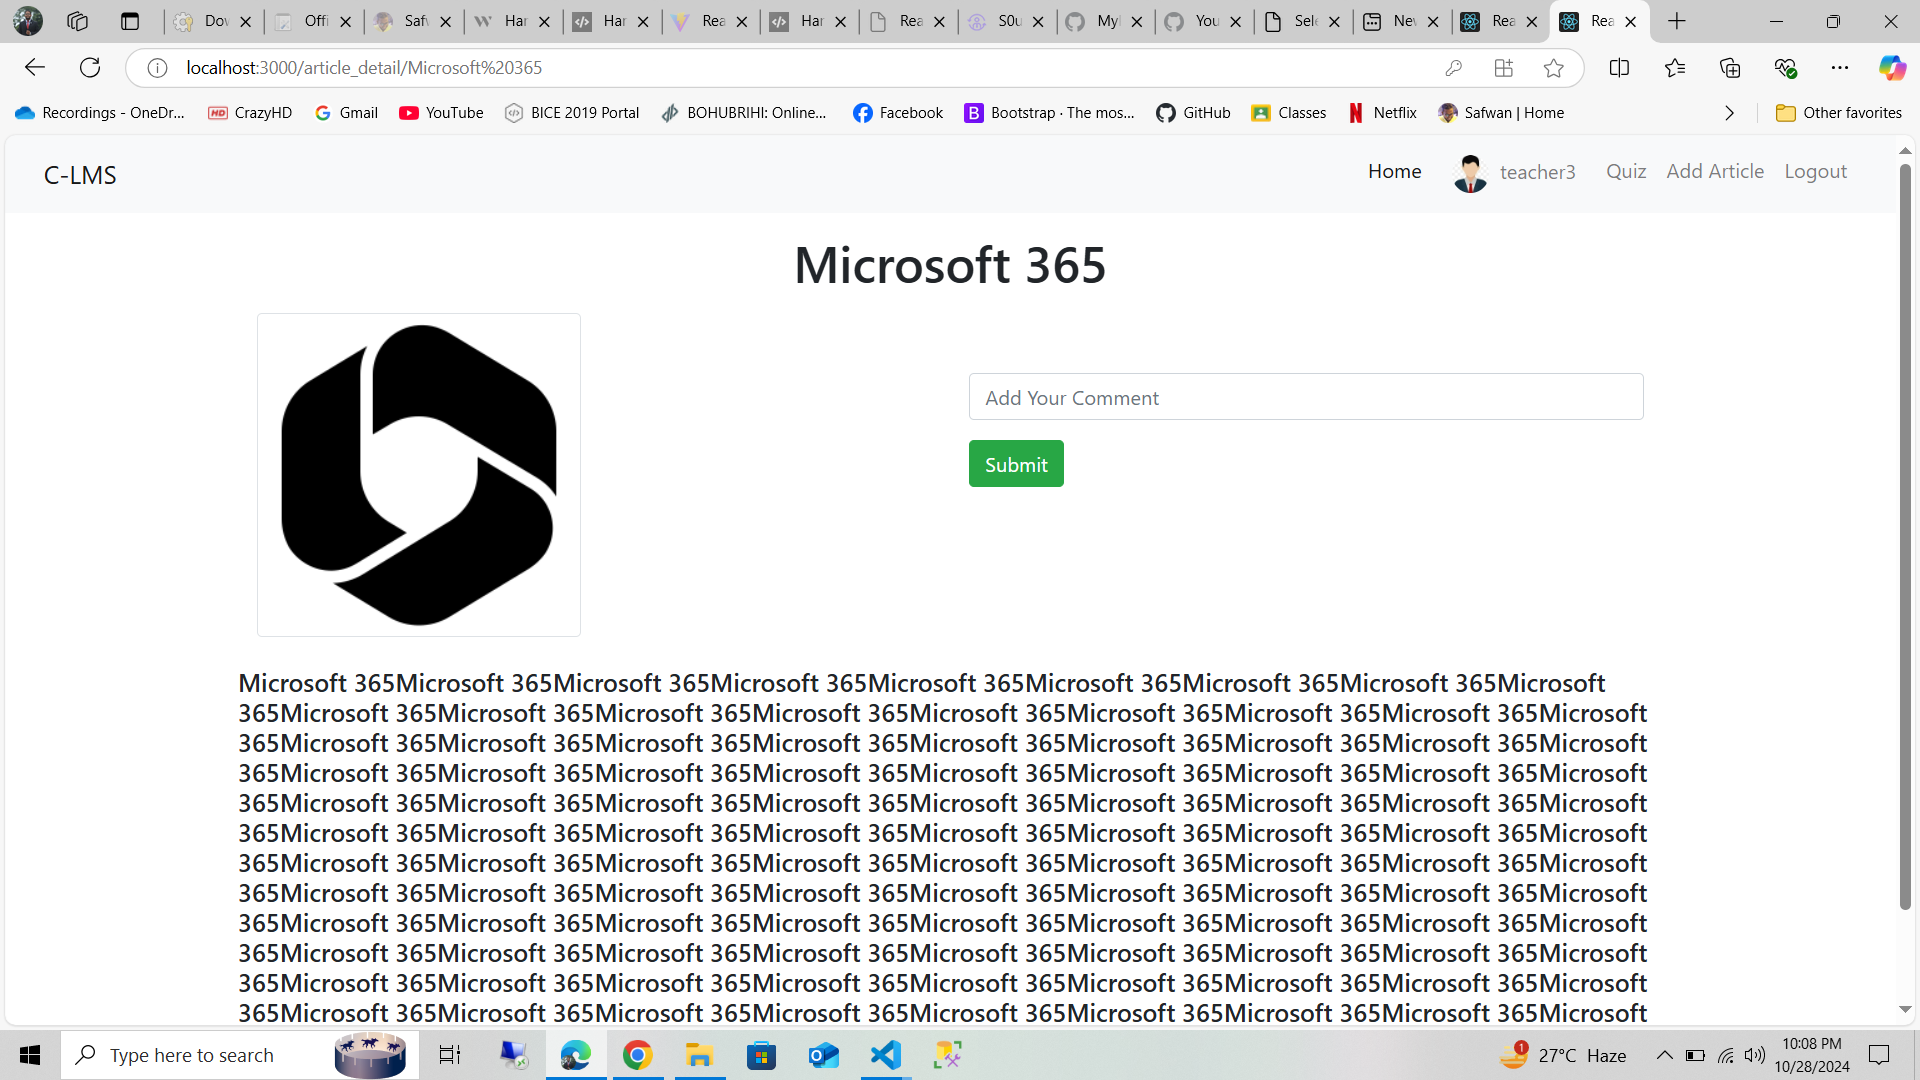 Dow
Offi
Safw
Har
Har
Rea
Har
Rea
S0u
Myl
You
Sele
Nev
Rea
Rea
localhost:3000/article_detail/Microsoft%20365
Recordings - OneDr...
CrazyHD
Gmail
YouTube
BICE 2019 Portal
BOHUBRIHI: Online...
Facebook
Bootstrap · The mos...
GitHub
Classes
Netflix
Safwan | Home
Other favorites
C-LMS
Home
teacher3
Quiz
Add Article
Logout
Microsoft 365
Add Your Comment
Submit
Microsoft 365Microsoft 365Microsoft 365Microsoft 365Microsoft 365Microsoft 365Microsoft 365Microsoft 365Microsoft
365Microsoft 365Microsoft 365Microsoft 365Microsoft 365Microsoft 365Microsoft 365Microsoft 365Microsoft 365Microsoft
365Microsoft 365Microsoft 365Microsoft 365Microsoft 365Microsoft 365Microsoft 365Microsoft 365Microsoft 365Microsoft
365Microsoft 365Microsoft 365Microsoft 365Microsoft 365Microsoft 365Microsoft 365Microsoft 365Microsoft 365Microsoft
365Microsoft 365Microsoft 365Microsoft 365Microsoft 365Microsoft 365Microsoft 365Microsoft 365Microsoft 365Microsoft
365Microsoft 365Microsoft 365Microsoft 365Microsoft 365Microsoft 365Microsoft 365Microsoft 365Microsoft 365Microsoft
365Microsoft 365Microsoft 365Microsoft 365Microsoft 365Microsoft 365Microsoft 365Microsoft 365Microsoft 365Microsoft
365Microsoft 365Microsoft 365Microsoft 365Microsoft 365Microsoft 365Microsoft 365Microsoft 365Microsoft 365Microsoft
365Microsoft 365Microsoft 365Microsoft 365Microsoft 365Microsoft 365Microsoft 365Microsoft 365Microsoft 365Microsoft
365Microsoft 365Microsoft 365Microsoft 365Microsoft 365Microsoft 365Microsoft 365Microsoft 365Microsoft 365Microsoft
365Microsoft 365Microsoft 365Microsoft 365Microsoft 365Microsoft 365Microsoft 365Microsoft 365Microsoft 365Microsoft
365Microsoft 365Microsoft 365Microsoft 365Microsoft 365Microsoft 365Microsoft 365Microsoft 365Microsoft 365Microsoft
Type here to search
1
27°C Haze
10:08 PM
10/28/2024